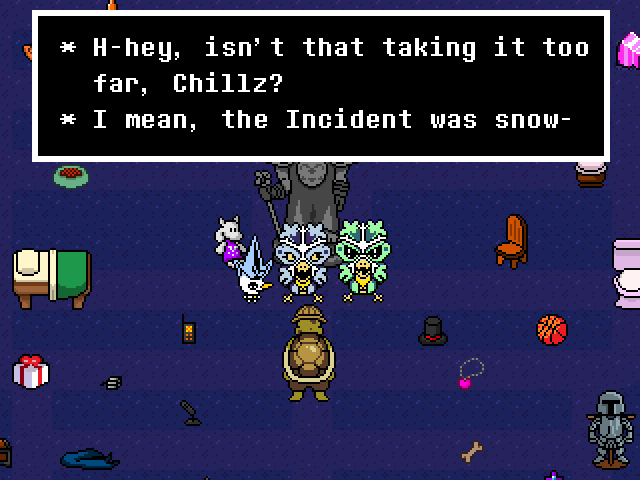 * H-hey, isn't that taking it too
far, Chillz?
* I mean, the Incident was snow-